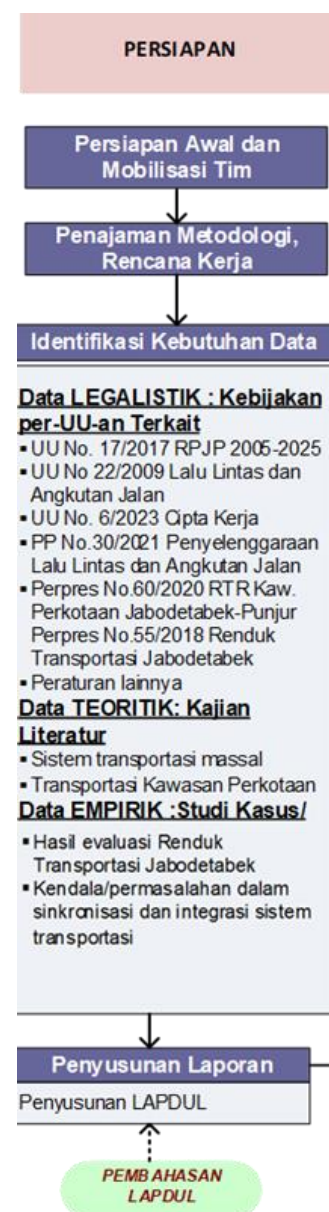 PERSIAPAN
Persiapan Awal dan
Mobilisasi Tim
Penajaman Metodologi,
Rencana Kerja
Identifikasi Kebutuhan Data
Data LEGALISTIK : Kebijakan
per-UU-an Terkait
▪ UU No. 17/2017 RPJP 2005-2025
▪ UU No 22/2009 Lalu Lintas dan
Angkutan Jalan
▪ UU No. 6/2023 Cipta Kerja
▪ PP No.30/2021 Penyelenggaraan
Lalu Lintas dan Angkutan Jalan
▪ Perpres No.60/2020 RTR Kaw.
Perkotaan Jabodetabek-Punjur
Perpres No.55/2018 Renduk
Transportasi Jabodetabek
▪ Peraturan lainnya
Data TEORITIK: Kajian
Literatur
▪ Sistem transportasi massal
▪ Transportasi Kawasan Perkotaan
Data EMPIRIK :Studi Kasus/
▪ Hasil evaluasi Renduk
Transportasi Jabodetabek
▪ Kendala/permasalahan dalam
sinkronisasi dan integrasi sistem
transportasi
Penyusunan Laporan
Penyusunan LAPDUL
PEMBAHASAN
LAPDUL